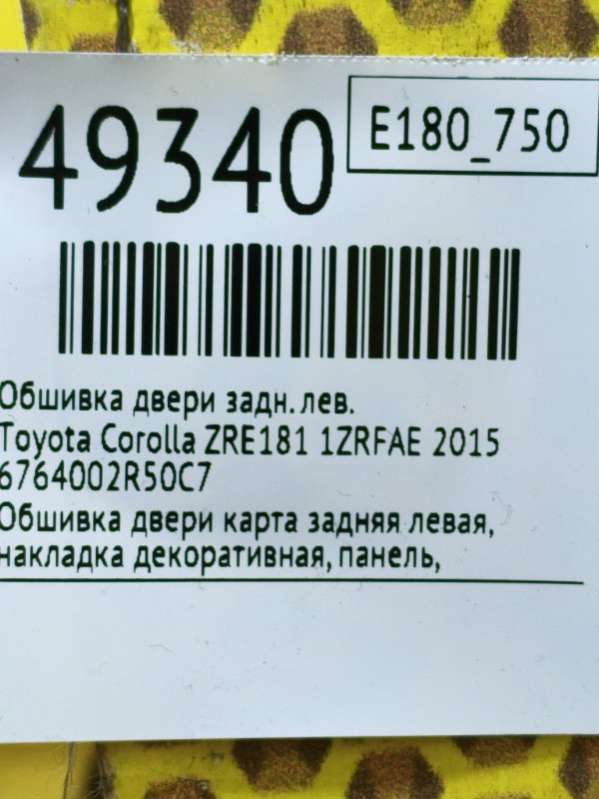 49340
E180_750
Обшивка двери задн. лев.
Toyota Corolla ZRE181 1ZRFAE 2015
6764002R50C7
Обшивка двери карта задняя левая,
накладка декоративная, панель,